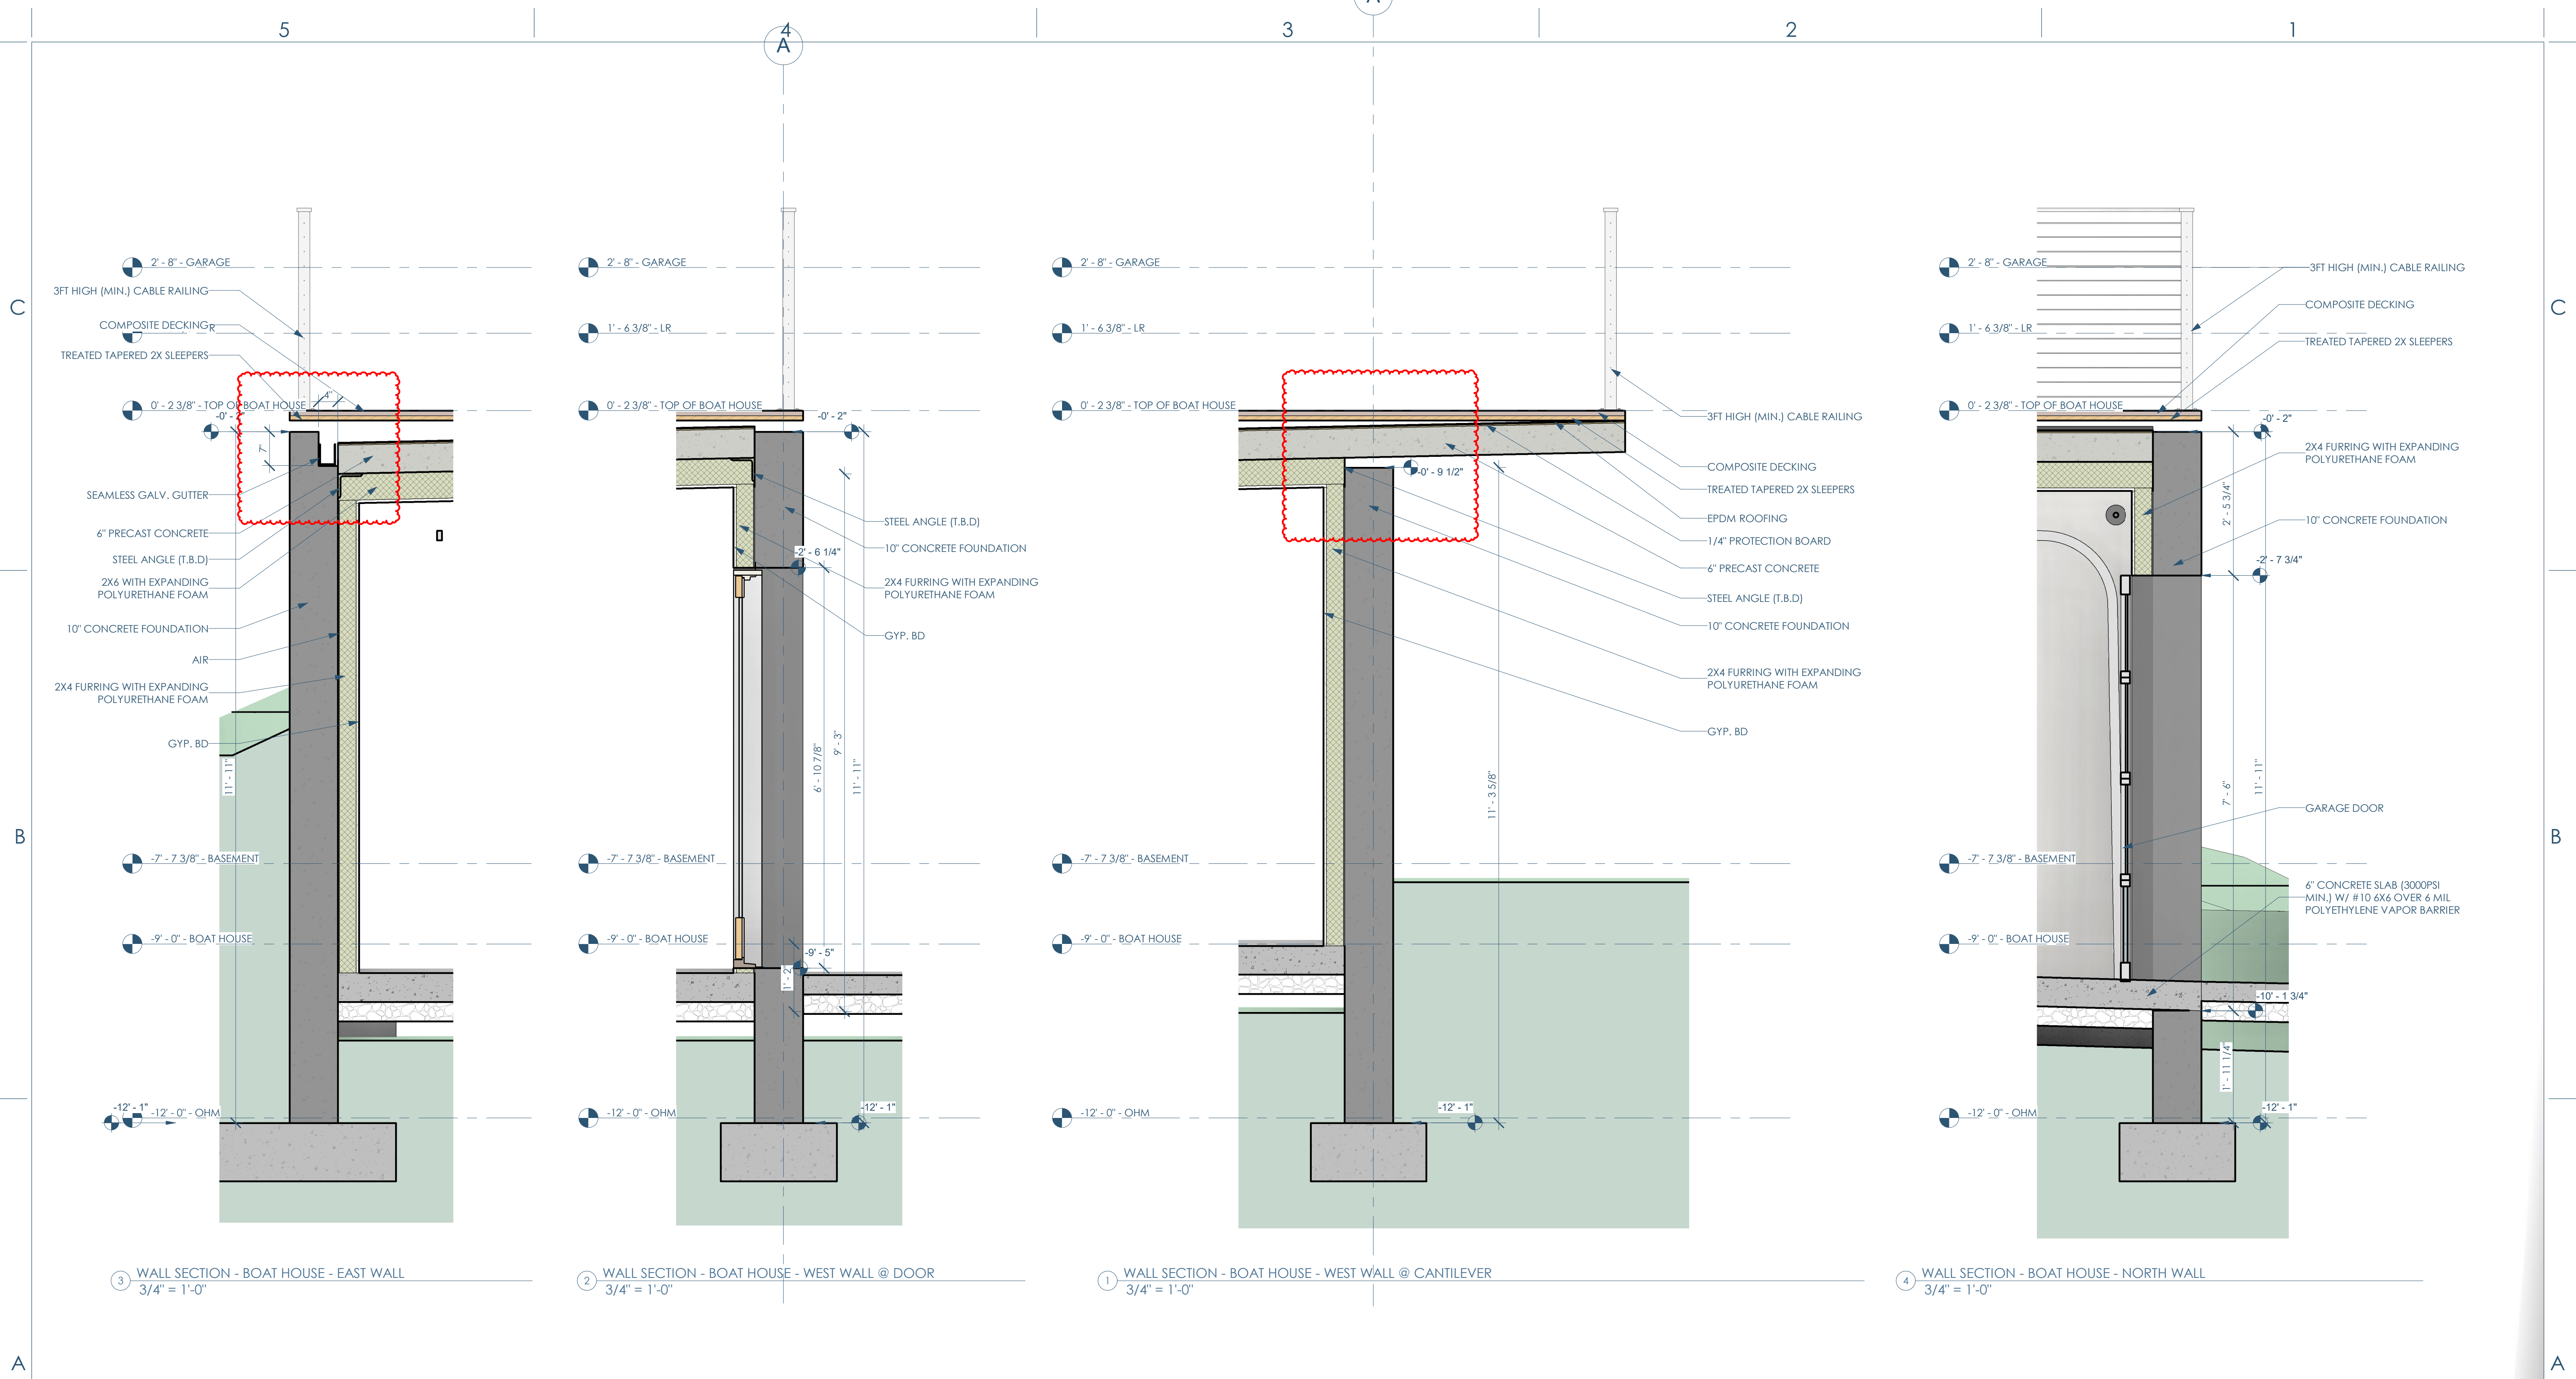 5
4
3
2
1
A
A
C
C
B
B
A
A
2' - 8" - GARAGE
3FT HIGH (MIN.) CABLE RAILING
COMPOSITE DECKING
R
TREATED TAPERED 2X SLEEPERS
4"
0' - 2 3/8" - TOP OF BOAT HOUSE
7"
SEAMLESS GALV. GUTTER
6" PRECAST CONCRETE
STEEL ANGLE (T.B.D)
2X6 WITH EXPANDING
POLYURETHANE FOAM
10" CONCRETE FOUNDATION
AIR
2X4 FURRING WITH EXPANDING
POLYURETHANE FOAM
GYP. BD
11' - 11"
-7' - 7 3/8" - BASEMENT
-9' - 0" - BOAT HOUSE
-12' - 1"
-12' - 0" - OHM
3
WALL SECTION - BOAT HOUSE - EAST WALL
3/4" = 1'-0"
2' - 8" - GARAGE
1' - 6 3/8" - LR
0' - 2 3/8" - TOP OF BOAT HOUSE
-0' - 2"
STEEL ANGLE (T.B.D)
10" CONCRETE FOUNDATION
-2' - 6 1/4"
2X4 FURRING WITH EXPANDING
POLYURETHANE FOAM
GYP. BD
6' - 10 7/8"
9' - 3"
11' - 11"
-7' - 7 3/8" - BASEMENT
-9' - 0" - BOAT HOUSE
-9' - 5"
1' - 2"
-12' - 0" - OHM
-12' - 1"
2
WALL SECTION - BOAT HOUSE - WEST WALL @ DOOR
3/4" = 1'-0"
2' - 8" - GARAGE
1' - 6 3/8" - LR
0' - 2 3/8" - TOP OF BOAT HOUSE
3FT HIGH (MIN.) CABLE RAILING
-0' - 9 1/2"
COMPOSITE DECKING
TREATED TAPERED 2X SLEEPERS
EPDM ROOFING
1/4" PROTECTION BOARD
6" PRECAST CONCRETE
STEEL ANGLE (T.B.D)
10" CONCRETE FOUNDATION
2X4 FURRING WITH EXPANDING
POLYURETHANE FOAM
GYP. BD
11' - 3 5/8"
-7' - 7 3/8" - BASEMENT
-9' - 0" - BOAT HOUSE
-12' - 0" - OHM
-12' - 1"
1
WALL SECTION - BOAT HOUSE - WEST WALL @ CANTILEVER
3/4" = 1'-0"
2' - 8" - GARAGE
3FT HIGH (MIN.) CABLE RAILING
COMPOSITE DECKING
1' - 6 3/8" - LR
TREATED TAPERED 2X SLEEPERS
0' - 2 3/8" - TOP OF BOAT HOUSE
-0' - 2"
2X4 FURRING WITH EXPANDING
POLYURETHANE FOAM
2' - 5 3/4"
10" CONCRETE FOUNDATION
-2' - 7 3/4"
7' - 6"
11' - 11"
GARAGE DOOR
-7' - 7 3/8" - BASEMENT
6" CONCRETE SLAB (3000PSI
MIN.) W/ #10 6X6 OVER 6 MIL
POLYETHYLENE VAPOR BARRIER
-9' - 0" - BOAT HOUSE
-10' - 1 3/4"
1' - 11 1/4"
-12' - 0" - OHM
-12' - 1"
4
WALL SECTION - BOAT HOUSE - NORTH WALL
3/4" = 1'-0"